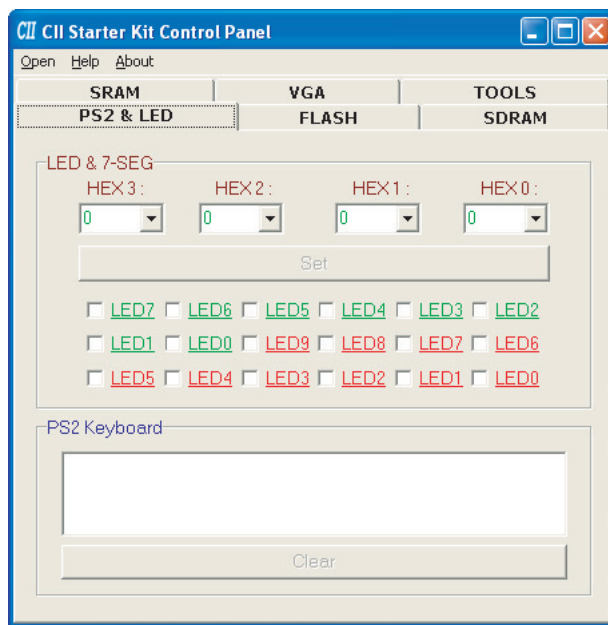 CII CII Starter Kit Control Panel
Open Help About
SRAM VGA TOOLS
PS2 & LED FLASH SDRAM
LED & 7-SEG
HEX 3 : HEX 2 : HEX 1 : HEX 0 :
0 0 0 0
Set
LED7 LED6 LED5 LED4 LED3 LED2
LED1 LED0 LED9 LED8 LED7 LED6
LED5 LED4 LED3 LED2 LED1 LED0
PS2 Keyboard
Clear